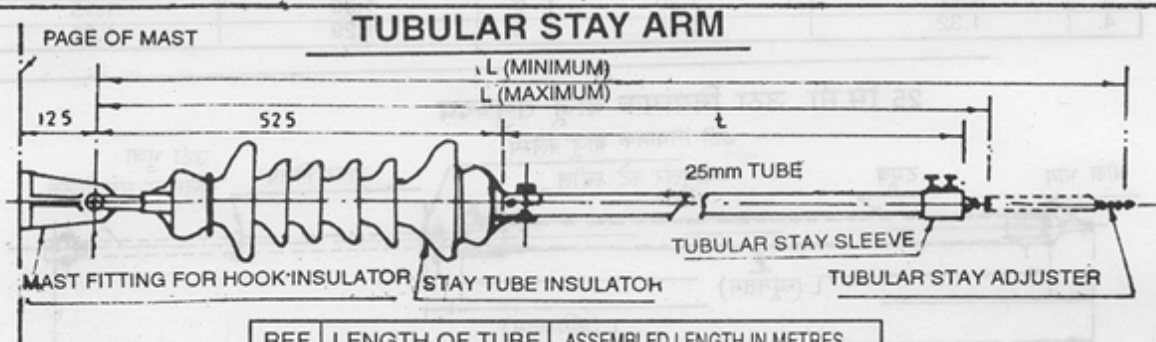 TUBULAR STAY ARM
PAGE OF MAST
L (MINIMUM)
L (MAXIMUM)
125
525
t
25mm TUBE
TUBULAR STAY SLEEVE
MAST FITTING FOR HOOK INSULATOR
STAY TUBE INSULATOH
TUBULAR STAY ADJUSTER
REF LENGTH OF TUBE ASSEMBLED LENGTH IN METRES